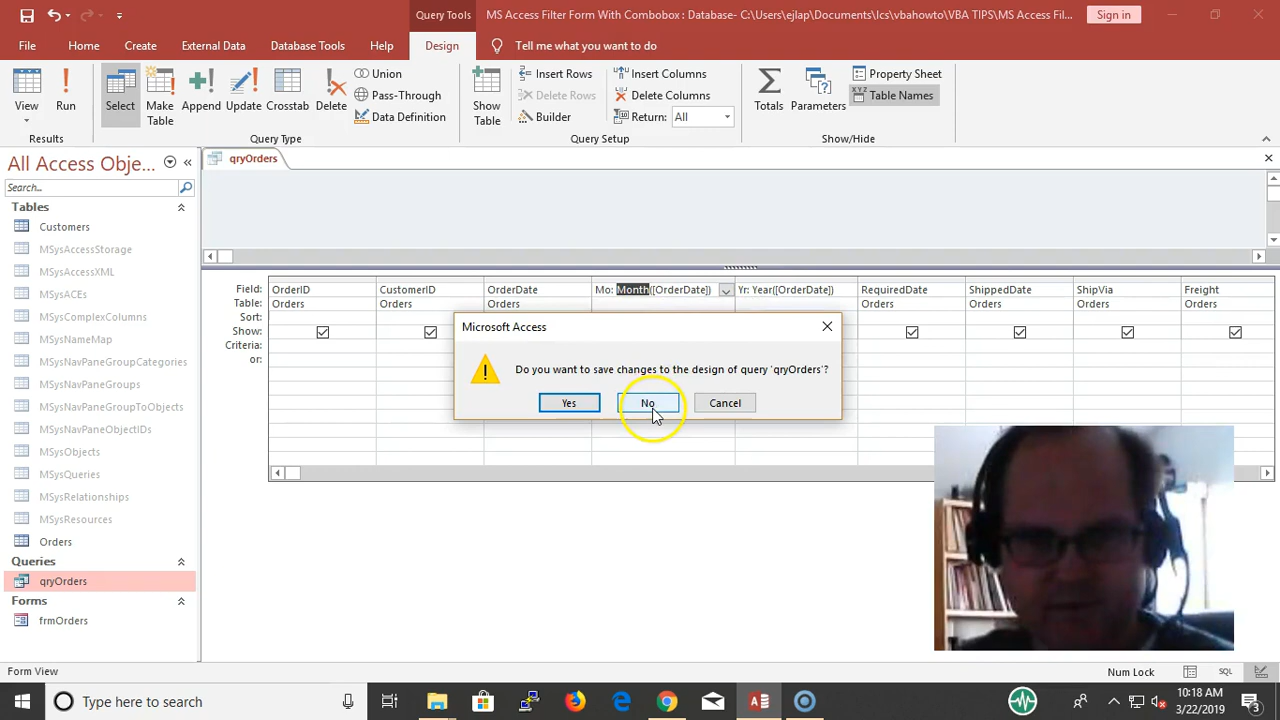 Query Tools
MS Access Filter Form With Combobox : Database- C:\Users\ejlap\Documents\lcs\vbahowto\VBA TIPS\MS Access Fil...
Sign in
File Home Create External Data Database Tools Help Design Tell me what you want to do
View Run Select Make Table Append Update Crosstab Delete
Union
Pass-Through
Data Definition
Show Table
Insert Rows
Delete Rows
Builder
Insert Columns
Delete Columns
Return: All
Totals Parameters
Property Sheet
Table Names
Results Query Type Query Setup Show/Hide
All Access Obje...
Search...
Tables
Customers
MSysAccessStorage
MSysAccessXML
MSysACEs
MSysComplexColumns
MSysNameMap
MSysNavPaneGroupCategories
MSysNavPaneGroups
MSysNavPaneGroupToObjects
MSysNavPaneObjectIDs
MSysObjects
MSysQueries
MSysRelationships
MSysResources
Orders
Queries
qryOrders
Forms
frmOrders
qryOrders
Field: OrderID CustomerID OrderDate Mo: Month([OrderDate]) Yr: Year([OrderDate]) RequiredDate ShippedDate ShipVia Freight
Table: Orders Orders Orders Orders Orders Orders Orders
Sort:
Show:
Criteria:
or:
Microsoft Access
Do you want to save changes to the design of query 'qryOrders'?
Yes No Cancel
Form View
Num Lock
SQL
Type here to search
10:18 AM
3/22/2019
3